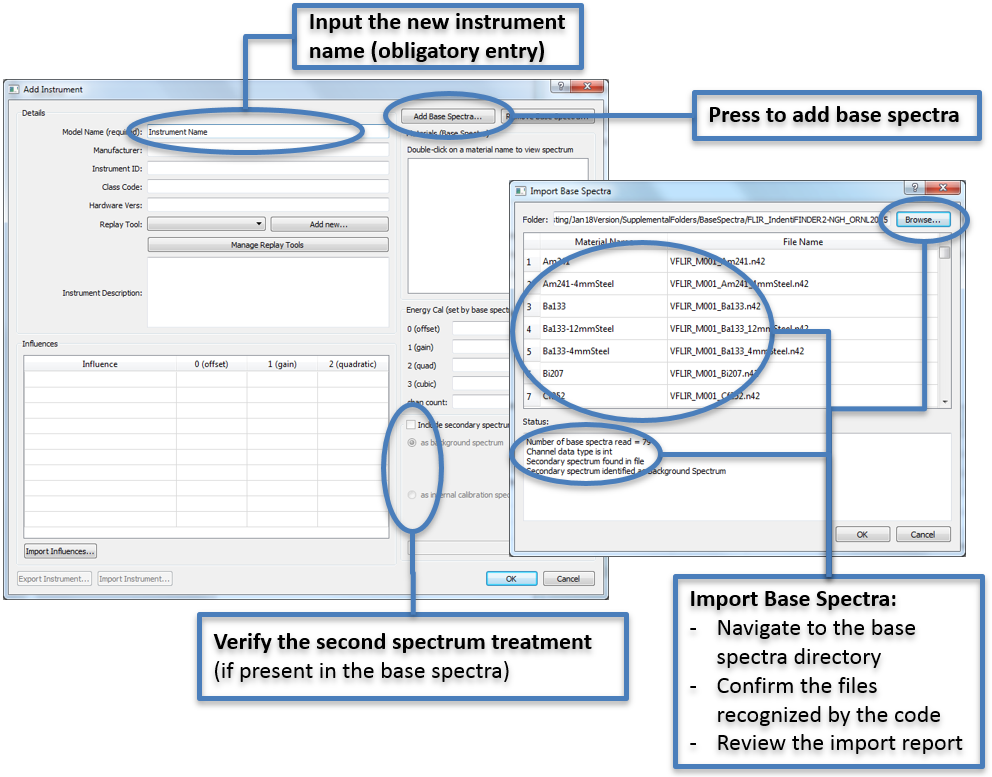 Input the new instrument
name (obligatory entry)
Add Instrument
Details
Model Name (required):
Instrument Name
Manufacturer:
Instrument ID:
Class Code:
Hardware Vers:
Replay Tool:
Add new...
Manage Replay Tools
Instrument Description:
Influences
Influence
0 (offset)
1 (gain)
2 (quadratic)
Import Influences...
Export Instrument...
Import Instrument...
OK
Cancel
Add Base Spectra...
Materials (Base Spectra)
Double-click on a material name to view spectrum
Energy Cal (set by base spect
0 (offset)
1 (gain)
2 (quad)
3 (cubic)
chan count:
Include secondary spectrum
as background spectrum
as internal calibration spec
Press to add base spectra
Import Base Spectra
Folder:
sting/Jan18Version/SupplementalFolders/BaseSpectra/FLIR_IndentiFINDER2-NGH_ORNL20 5
Browse...
Material Name
File Name
1 Am241 VFLIR_M001_Am241.n42
2 Am241-4mmSteel VFLIR_M001_Am241_4mmSteel.n42
3 Ba133 VFLIR_M001_Ba133.n42
4 Ba133-12mmSteel VFLIR_M001_Ba133_12mmSteel.n42
5 Ba133-4mmSteel VFLIR_M001_Ba133_4mmSteel.n42
Bi207 VFLIR_M001_Bi207.n42
7 Cf252 VFLIR_M001_Cf252.n42
Status:
Number of base spectra read = 79
Channel data type is int
Secondary spectrum found in file
Secondary spectrum identified as Background Spectrum
OK
Cancel
Verify the second spectrum treatment
(if present in the base spectra)
Import Base Spectra:
- Navigate to the base
spectra directory
- Confirm the files
recognized by the code
- Review the import report